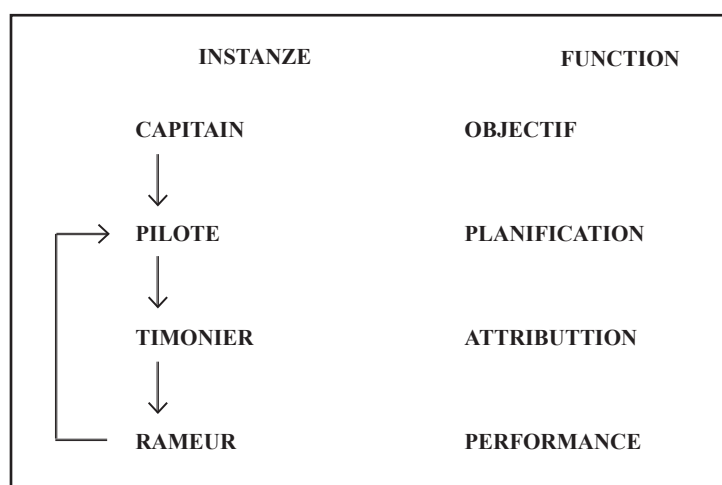 INSTANZE FUNCTION
CAPITAIN OBJECTIF
PILOTE PLANIFICATION
TIMONIER ATTRIBUTTION
RAMEUR PERFORMANCE